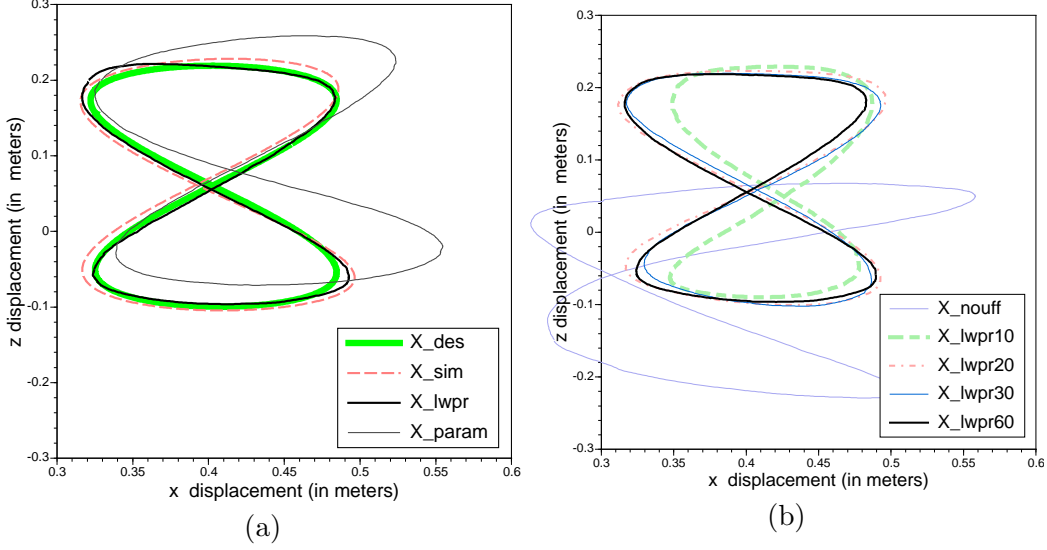 0.3
0.2
0.1
0
-0.1
-0.2
-0.3
z displacement (in meters)
0.3
0.35
0.4
0.45
0.5
0.55
0.6
x displacement (in meters)
X_des
X_sim
X_lwpr
X_param
(a)
0.3
0.2
0.1
0
-0.1
-0.2
-0.3
z displacement (in meters)
0.3
0.35
0.4
0.45
0.5
0.55
0.6
x displacement (in meters)
X_nouff
X_lwpr10
X_lwpr20
X_lwpr30
X_lwpr60
(b)